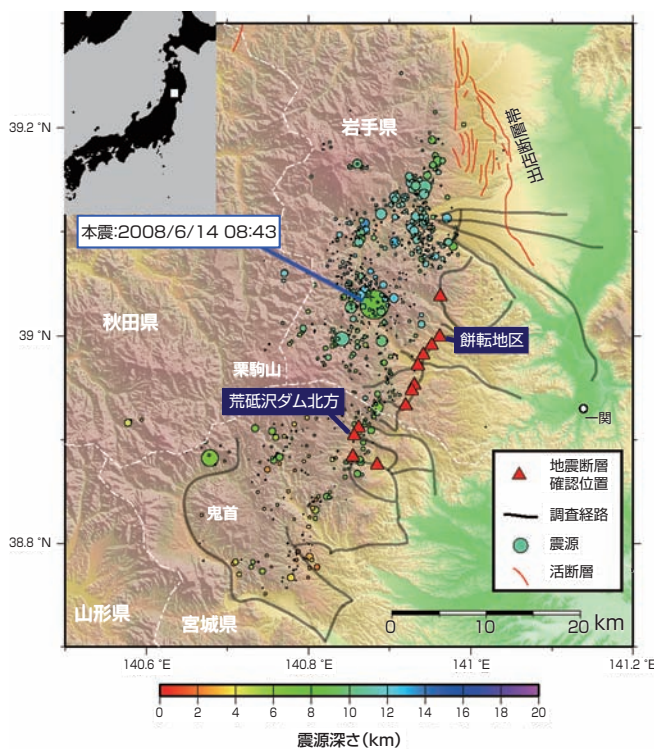 39.2 °N
39 °N
38.8 °N
岩手県
出店断層帯
本震:2008/6/14 08:43
秋田県
餅転地区
栗駒山
荒砥沢ダム北方
一関
鬼首
山形県
宮城県
地震断層
確認位置
調査経路
震源
活断層
0
10
20
km
140.6 °E
140.8 °E
141 °E
141.2 °E
0 2 4 6 8 10 12 14 16 18 20
震源深さ(km)